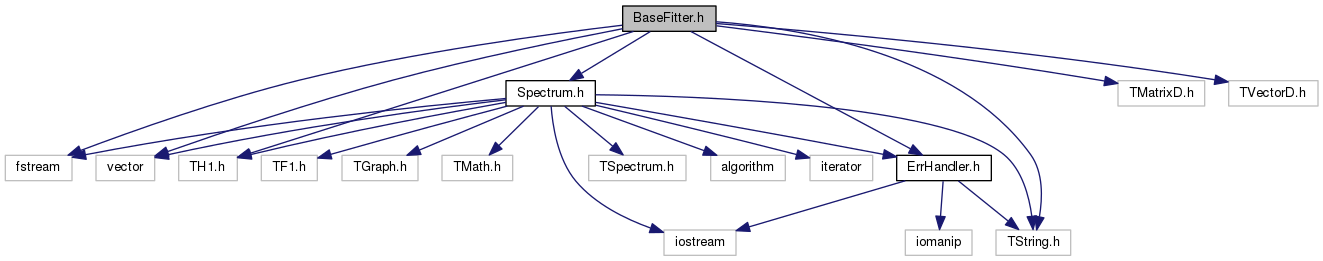 BaseFitter.h
Spectrum.h
TMatrixD.h
TVectorD.h
fstream
vector
TH1.h
TF1.h
TGraph.h
TMath.h
TSpectrum.h
algorithm
iterator
ErrHandler.h
iostream
iomanip
TString.h